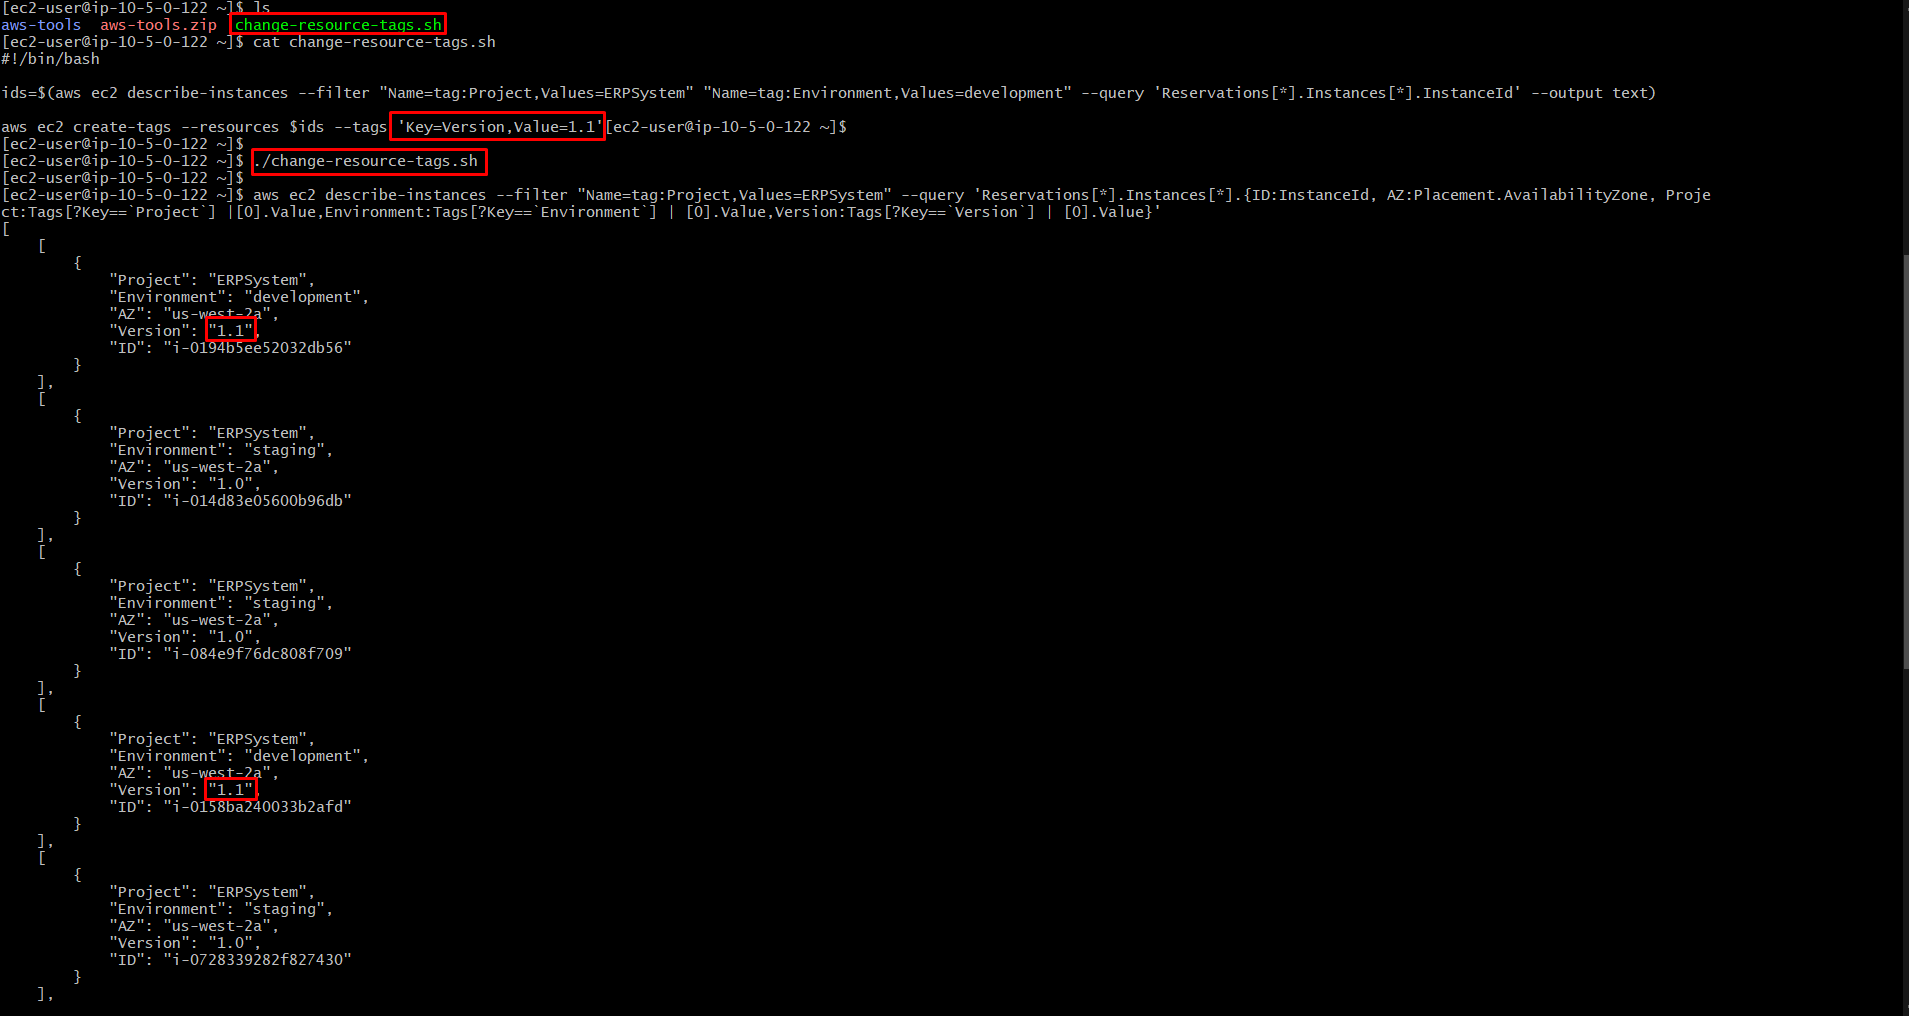 [ec2-user@ip-10-5-0-122 ~]$ ls
aws-tools  aws-tools.zip  change-resource-tags.sh
[ec2-user@ip-10-5-0-122 ~]$ cat change-resource-tags.sh
#!/bin/bash

ids=$(aws ec2 describe-instances --filter "Name=tag:Project,Values=ERPSystem" "Name=tag:Environment,Values=development" --query 'Reservations[*].Instances[*].InstanceId' --output text)

aws ec2 create-tags --resources $ids --tags 'Key=Version,Value=1.1'[ec2-user@ip-10-5-0-122 ~]$
[ec2-user@ip-10-5-0-122 ~]$
[ec2-user@ip-10-5-0-122 ~]$ ./change-resource-tags.sh
[ec2-user@ip-10-5-0-122 ~]$
[ec2-user@ip-10-5-0-122 ~]$ aws ec2 describe-instances --filter "Name=tag:Project,Values=ERPSystem" --query 'Reservations[*].Instances[*].{ID:InstanceId, AZ:Placement.AvailabilityZone, Proje
ct:Tags[?Key==`Project`] |[0].Value,Environment:Tags[?Key==`Environment`] | [0].Value,Version:Tags[?Key==`Version`] | [0].Value}'
[
    [
        {
            "Project": "ERPSystem",
            "Environment": "development",
            "AZ": "us-west-2a",
            "Version": "1.1",
            "ID": "i-0194b5ee52032db56"
        }
    ],
    [
        {
            "Project": "ERPSystem",
            "Environment": "staging",
            "AZ": "us-west-2a",
            "Version": "1.0",
            "ID": "i-014d83e05600b96db"
        }
    ],
    [
        {
            "Project": "ERPSystem",
            "Environment": "staging",
            "AZ": "us-west-2a",
            "Version": "1.0",
            "ID": "i-084e9f76dc808f709"
        }
    ],
    [
        {
            "Project": "ERPSystem",
            "Environment": "development",
            "AZ": "us-west-2a",
            "Version": "1.1",
            "ID": "i-0158ba240033b2afd"
        }
    ],
    [
        {
            "Project": "ERPSystem",
            "Environment": "staging",
            "AZ": "us-west-2a",
            "Version": "1.0",
            "ID": "i-0728339282f827430"
        }
    ],